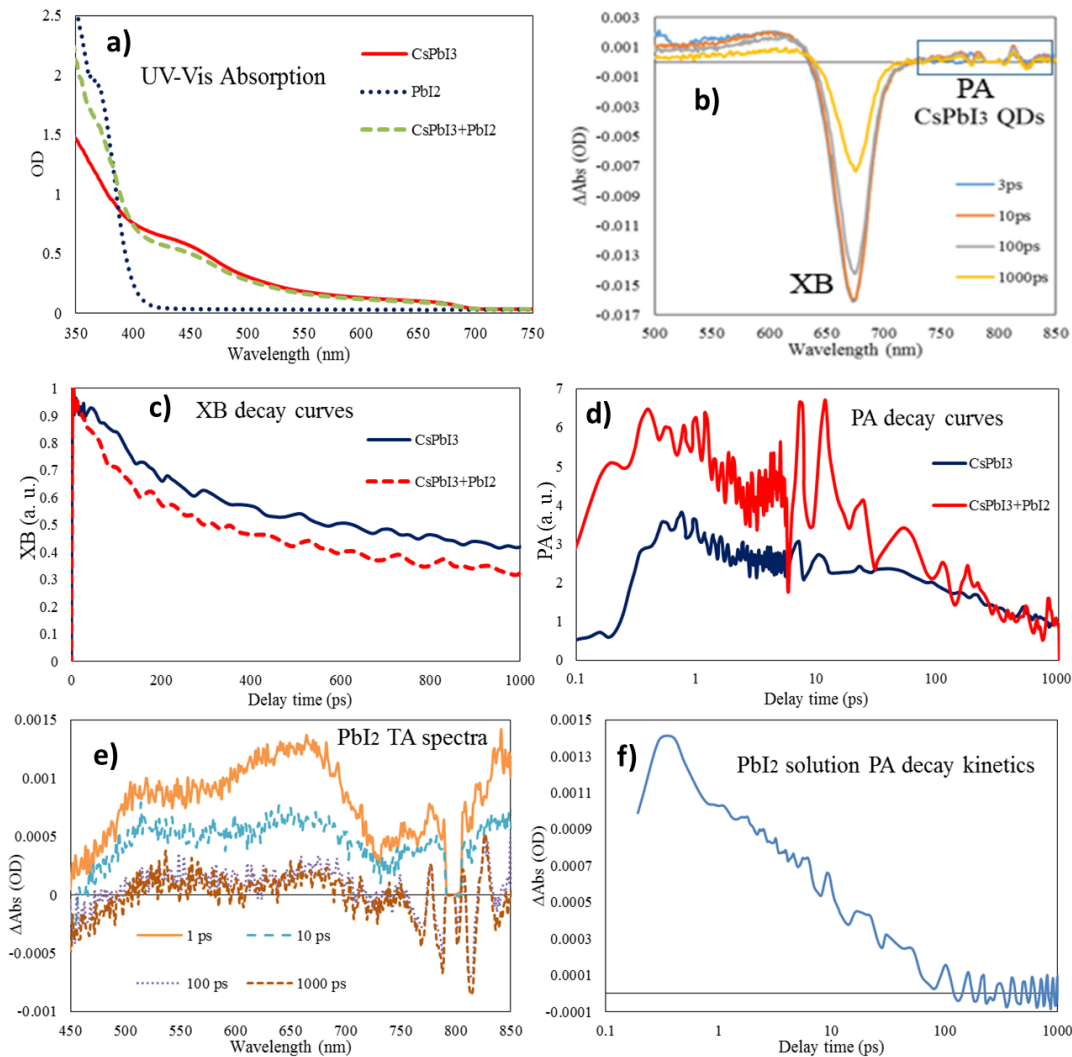 a)
UV-Vis Absorption
CsPbI3
PbI2
CsPbI3+PbI2
OD
2.5
2
1.5
1
0.5
0
350 400 450 500 550 600 650 700 750
Wavelength (nm)
b)
0.003
0.001
-0.001
-0.003
-0.005
-0.007
-0.009
-0.011
-0.013
-0.015
-0.017
ΔAbs (OD)
PA
CsPbI3 QDs
XB
3ps
10ps
100ps
1000ps
500 550 600 650 700 750 800 850
Wavelength (nm)
c)
XB decay curves
CsPbI3
CsPbI3+PbI2
XB (a. u.)
1
0.9
0.8
0.7
0.6
0.5
0.4
0.3
0.2
0.1
0
0 200 400 600 800 1000
Delay time (ps)
d)
PA decay curves
CsPbI3
CsPbI3+PbI2
PA (a. u.)
7
6
5
4
3
2
1
0
0.1 1 10 100 1000
Delay time (ps)
e)
PbI2 TA spectra
0.0015
0.001
0.0005
0
-0.0005
-0.001
ΔAbs (OD)
1 ps
10 ps
100 ps
1000 ps
450 500 550 600 650 700 750 800 850
Wavelength (nm)
f)
PbI2 solution PA decay kinetics
0.0015
0.0013
0.0011
0.0009
0.0007
0.0005
0.0003
0.0001
-0.0001
ΔAbs (OD)
0.1 1 10 100 1000
Delay time (ps)